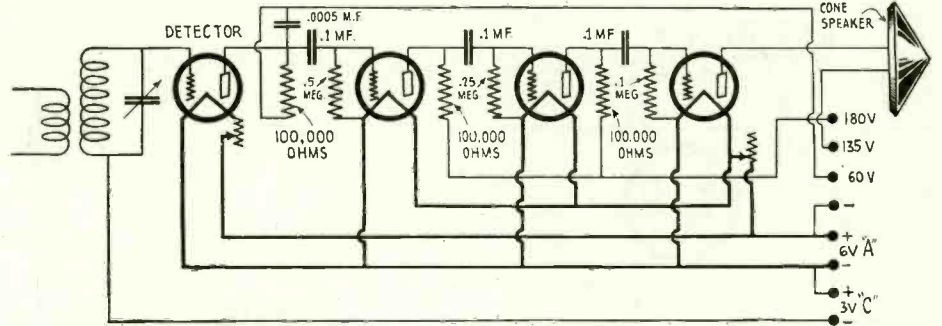 CONE
SPEAKER
.0005 M.F.
DETECTOR
.1 MF.
.1 MF.
.1 MF.
.5
MEG.
.25
MEG.
.1
MEG
100,000
OHMS
100,000
OHMS
100,000
OHMS
180V
135 V
60 V
-
+
6V "A"
-
+
3V "C"
-